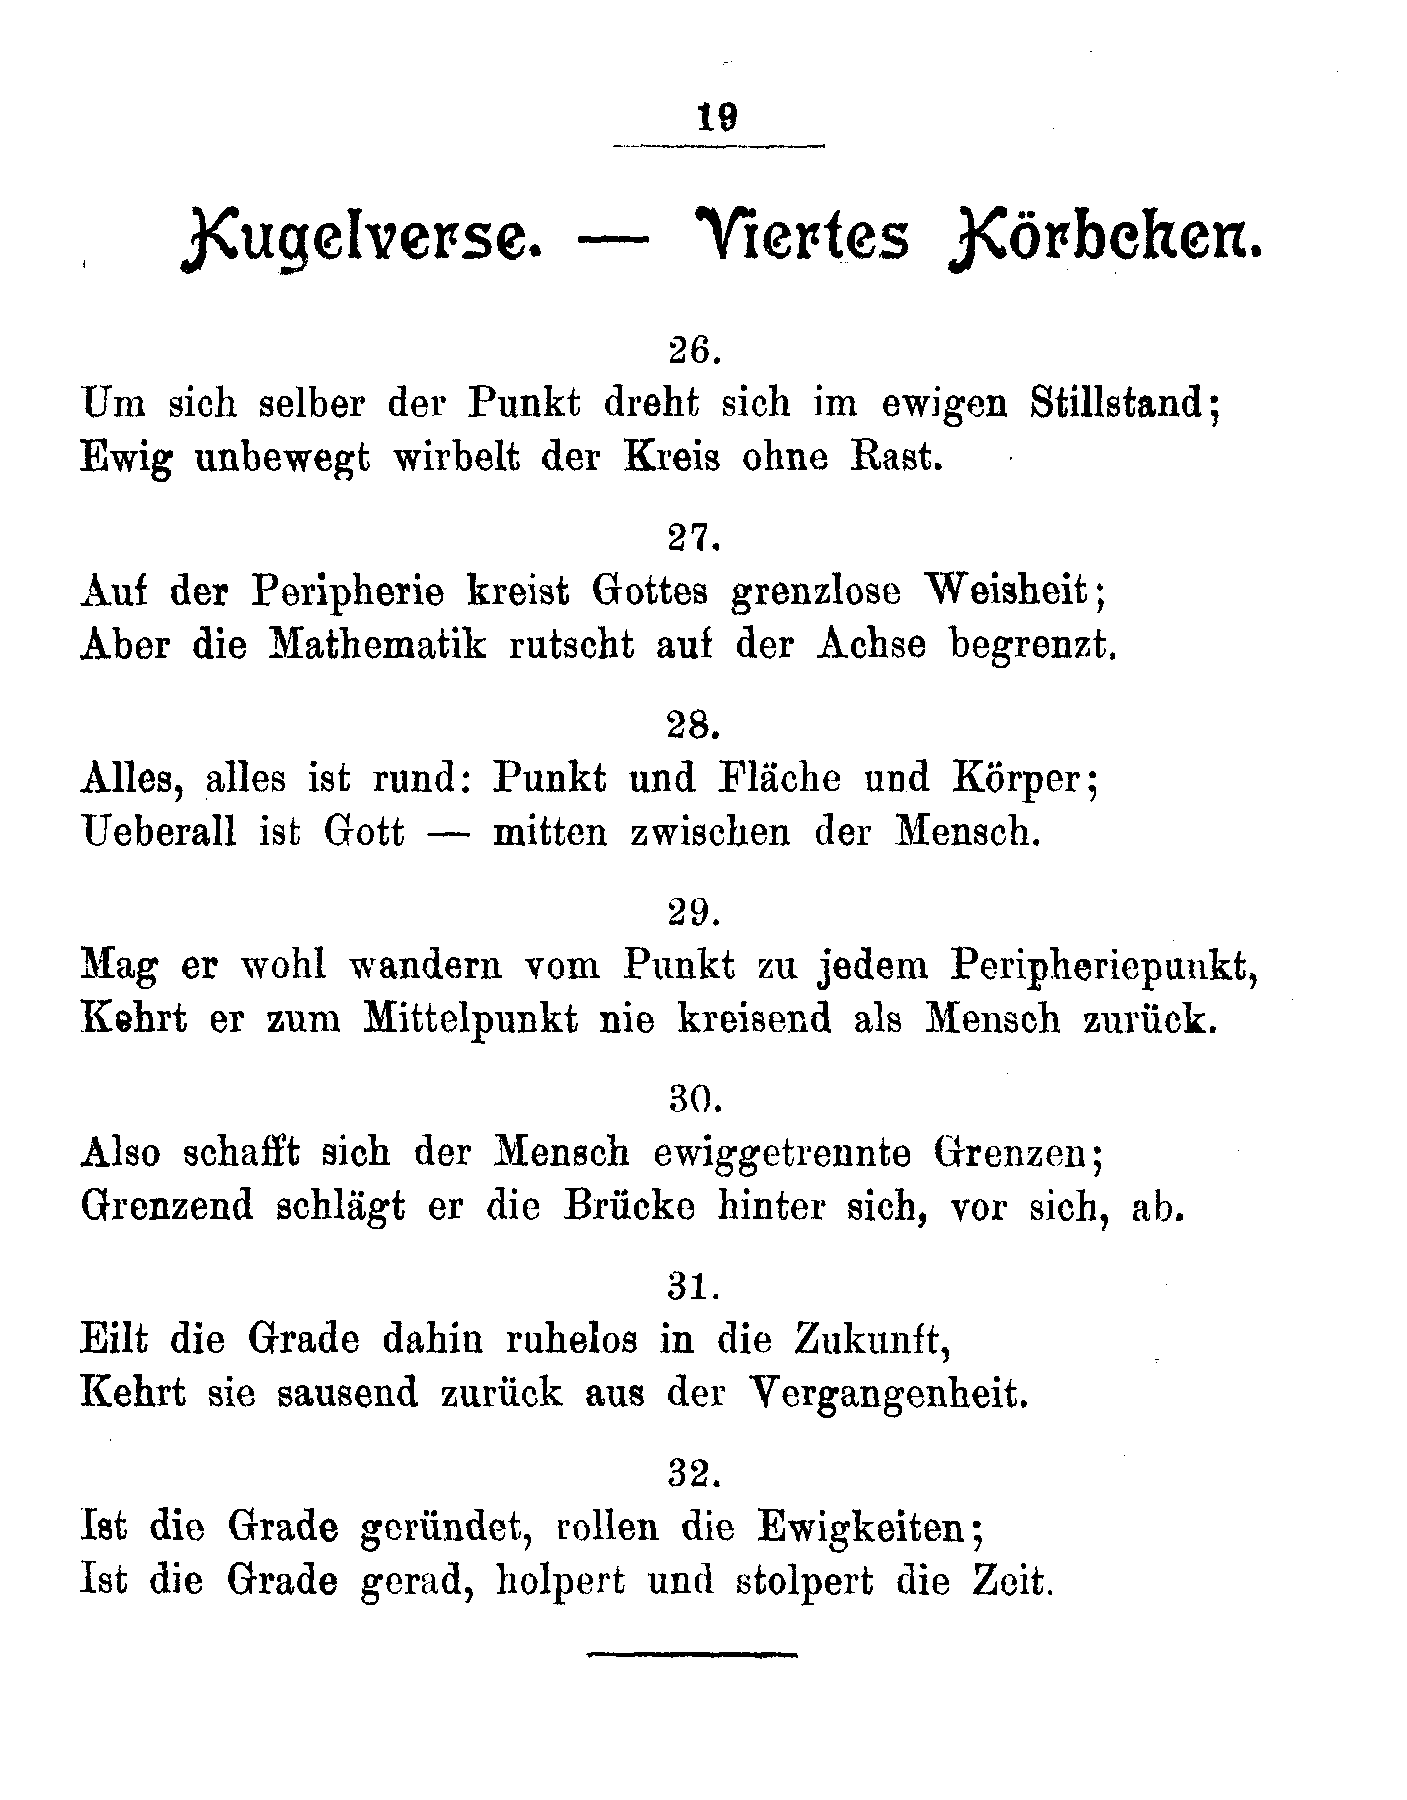 19
Kugelverse. — Viertes Körbchen.
26.
Um sich selber der Punkt dreht sich im ewigen Stillstand;
Ewig unbewegt wirbelt der Kreis ohne Rast.
27.
Auf der Peripherie kreist Gottes grenzlose Weisheit;
Aber die Mathematik rutscht auf der Achse begrenzt.
28.
Alles, alles ist rund: Punkt und Fläche und Körper;
Ueberall ist Gott — mitten zwischen der Mensch.
29.
Mag er wohl wandern vom Punkt zu jedem Peripheriepunkt,
Kehrt er zum Mittelpunkt nie kreisend als Mensch zurück.
30.
Also schafft sich der Mensch ewiggetrennte Grenzen;
Grenzend schlägt er die Brücke hinter sich, vor sich, ab.
31.
Eilt die Grade dahin ruhelos in die Zukunft,
Kehrt sie sausend zurück aus der Vergangenheit.
32.
Ist die Grade geründet, rollen die Ewigkeiten;
Ist die Grade gerad, holpert und stolpert die Zeit.